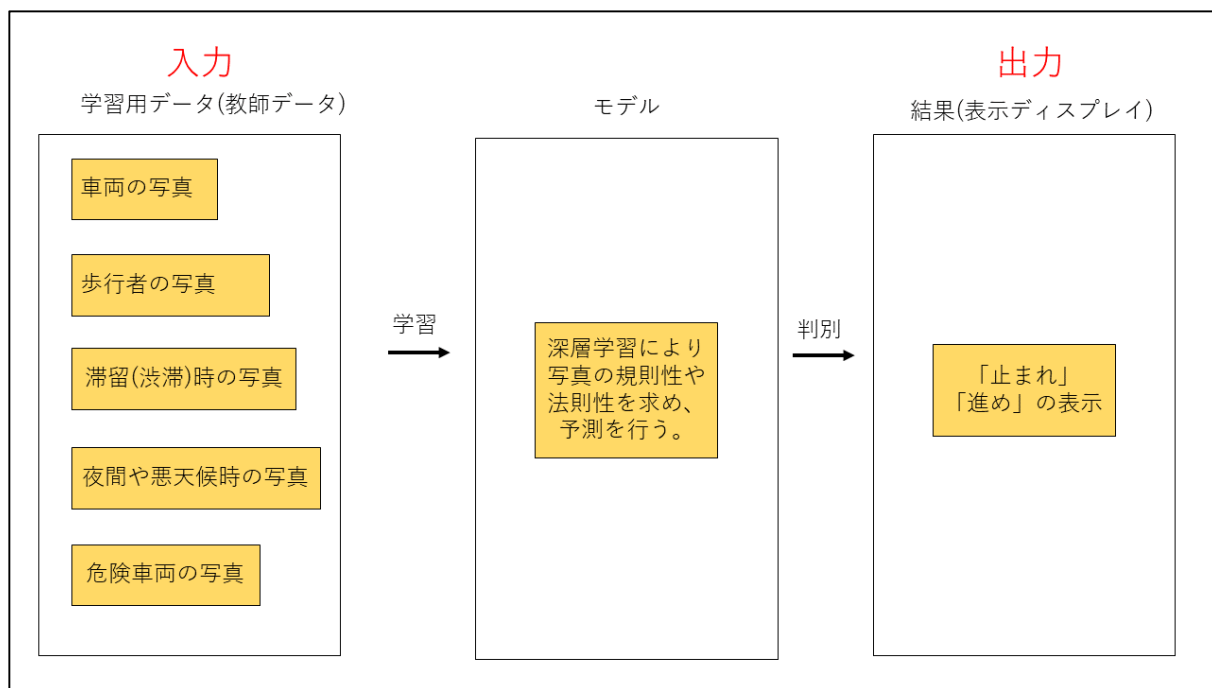 入力
学習用データ(教師データ)
車両の写真
歩行者の写真
滞留(渋滞)時の写真
夜間や悪天候時の写真
危険車両の写真
学習
モデル
深層学習により
写真の規則性や
法則性を求め、
予測を行う。
判別
出力
結果(表示ディスプレイ)
「止まれ」
「進め」の表示